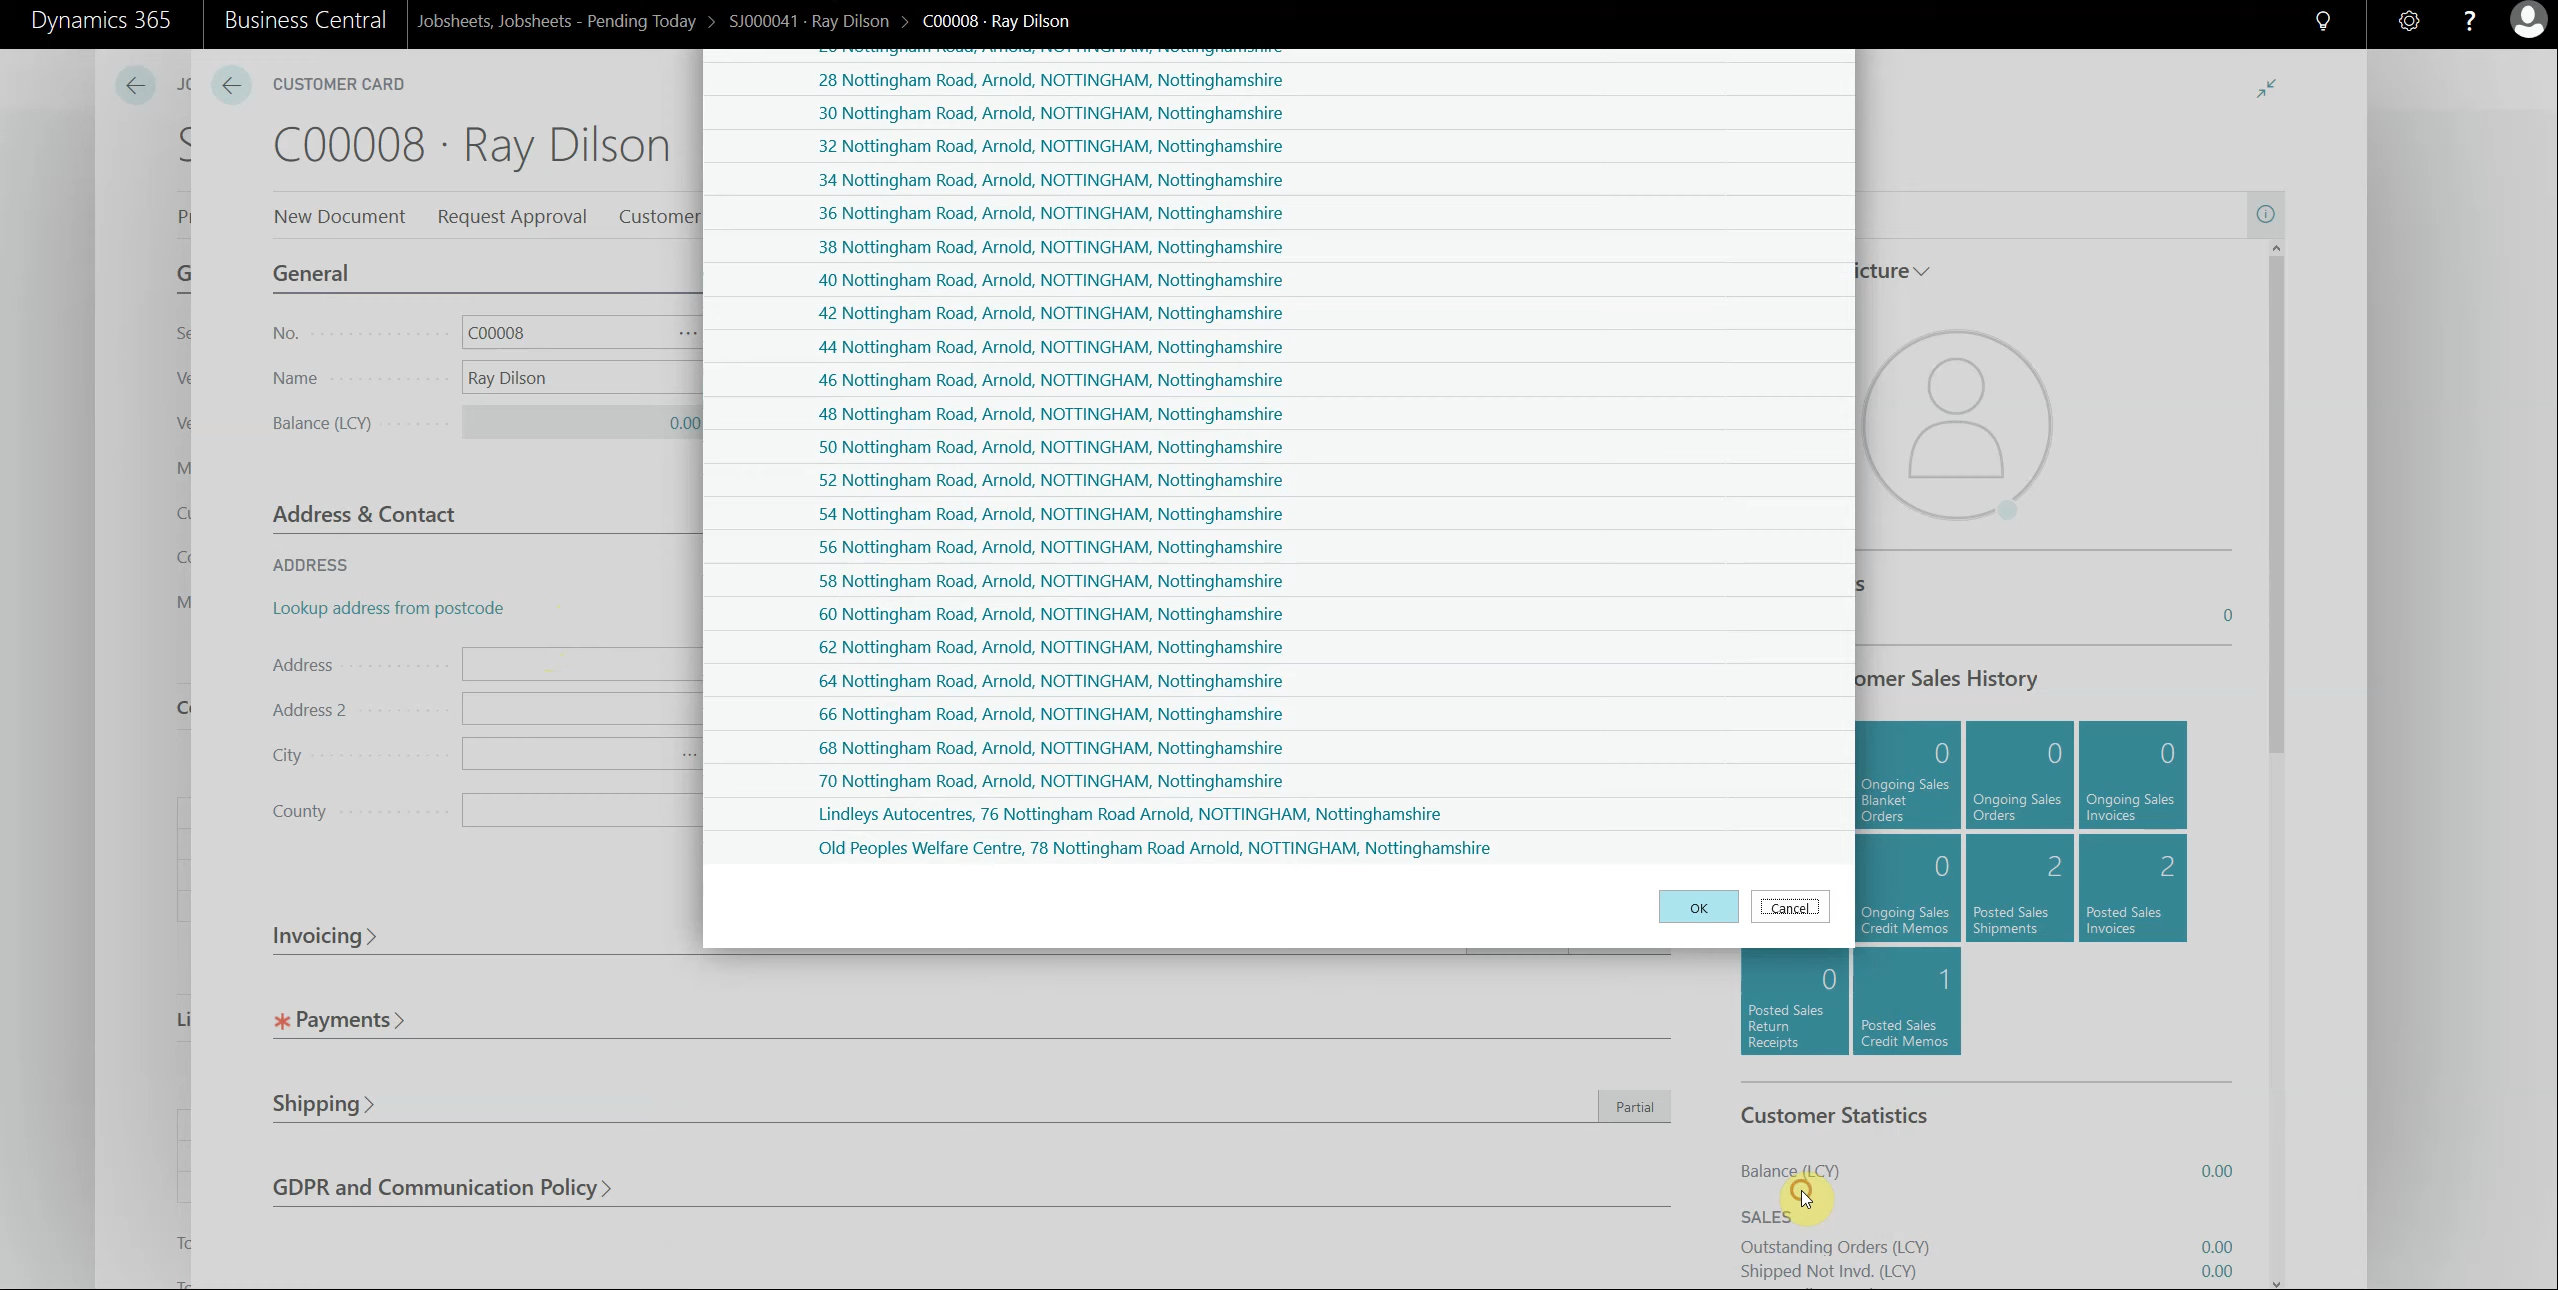 Dynamics 365 Business Central Jobsheets, Jobsheets - Pending Today > SJ000041 · Ray Dilson > C00008 · Ray Dilson ?
28 Nottingham Road, Arnold, NOTTINGHAM, Nottinghamshire
CUSTOMER CARD
30 Nottingham Road, Arnold, NOTTINGHAM, Nottinghamshire
C00008 · Ray Dilson
32 Nottingham Road, Arnold, NOTTINGHAM, Nottinghamshire
34 Nottingham Road, Arnold, NOTTINGHAM, Nottinghamshire
New Document Request Approval Customer
36 Nottingham Road, Arnold, NOTTINGHAM, Nottinghamshire
38 Nottingham Road, Arnold, NOTTINGHAM, Nottinghamshire
General
icture
40 Nottingham Road, Arnold, NOTTINGHAM, Nottinghamshire
42 Nottingham Road, Arnold, NOTTINGHAM, Nottinghamshire
No. C00008 ...
44 Nottingham Road, Arnold, NOTTINGHAM, Nottinghamshire
Name Ray Dilson
46 Nottingham Road, Arnold, NOTTINGHAM, Nottinghamshire
48 Nottingham Road, Arnold, NOTTINGHAM, Nottinghamshire
Balance (LCY) 0.00
50 Nottingham Road, Arnold, NOTTINGHAM, Nottinghamshire
52 Nottingham Road, Arnold, NOTTINGHAM, Nottinghamshire
Address & Contact
54 Nottingham Road, Arnold, NOTTINGHAM, Nottinghamshire
56 Nottingham Road, Arnold, NOTTINGHAM, Nottinghamshire
ADDRESS
58 Nottingham Road, Arnold, NOTTINGHAM, Nottinghamshire
s
Lookup address from postcode
60 Nottingham Road, Arnold, NOTTINGHAM, Nottinghamshire
0
62 Nottingham Road, Arnold, NOTTINGHAM, Nottinghamshire
Address
64 Nottingham Road, Arnold, NOTTINGHAM, Nottinghamshire
omer Sales History
Address 2
66 Nottingham Road, Arnold, NOTTINGHAM, Nottinghamshire
68 Nottingham Road, Arnold, NOTTINGHAM, Nottinghamshire
City ...
70 Nottingham Road, Arnold, NOTTINGHAM, Nottinghamshire
County
Lindleys Autocentres, 76 Nottingham Road Arnold, NOTTINGHAM, Nottinghamshire
Old Peoples Welfare Centre, 78 Nottingham Road Arnold, NOTTINGHAM, Nottinghamshire
OK Cancel
0
Ongoing Sales
Blanket
Orders
0
Ongoing Sales
Orders
0
Ongoing Sales
Invoices
0
Ongoing Sales
Credit Memos
2
Posted Sales
Shipments
2
Posted Sales
Invoices
0
Posted Sales
Return
Receipts
1
Posted Sales
Credit Memos
Invoicing >
* Payments >
Shipping > Partial
GDPR and Communication Policy >
Customer Statistics
Balance (LCY) 0.00
SALES
Outstanding Orders (LCY) 0.00
Shipped Not Invd. (LCY) 0.00